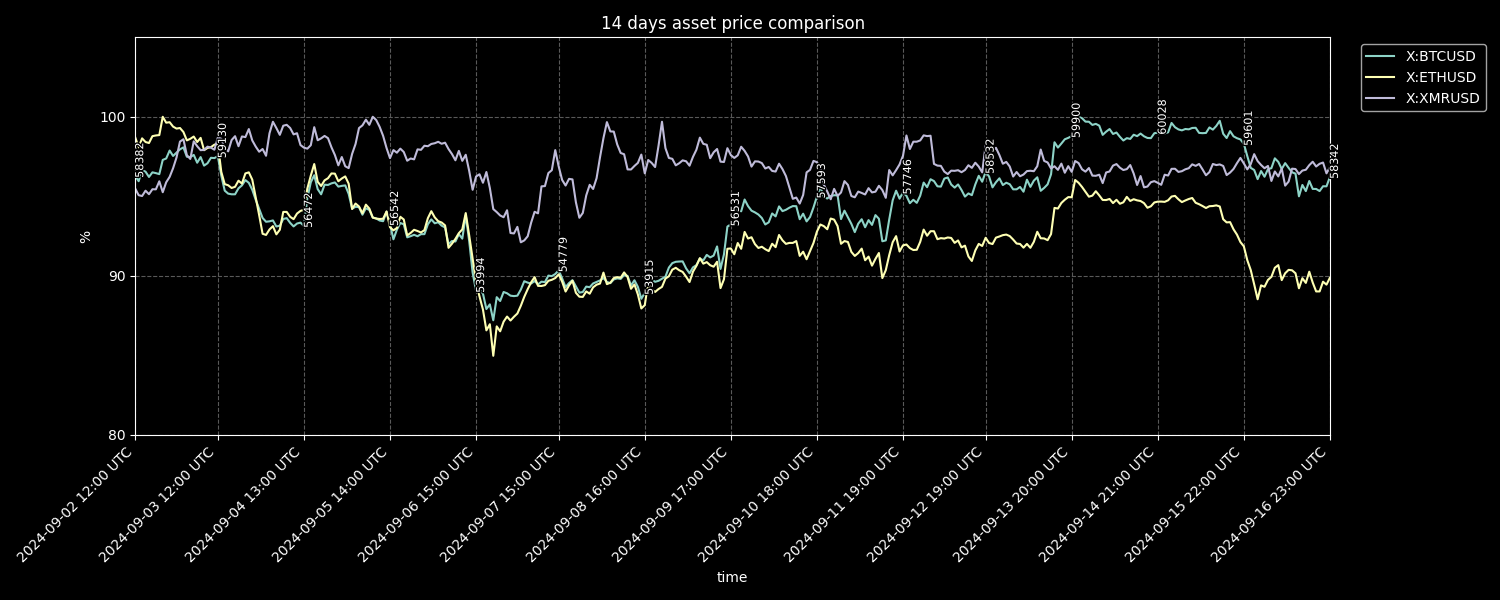 14 days asset price comparison
X:BTCUSD
X:ETHUSD
X:XMRUSD
%
100
90
80
58382
59130
56472
56542
53994
54779
53915
56531
57593
57746
58532
59900
60028
59601
58342
2024-09-02 12:00 UTC
2024-09-03 12:00 UTC
2024-09-04 13:00 UTC
2024-09-05 14:00 UTC
2024-09-06 15:00 UTC
2024-09-07 15:00 UTC
2024-09-08 16:00 UTC
2024-09-09 17:00 UTC
2024-09-10 18:00 UTC
2024-09-11 19:00 UTC
2024-09-12 19:00 UTC
2024-09-13 20:00 UTC
2024-09-14 21:00 UTC
2024-09-15 22:00 UTC
2024-09-16 23:00 UTC
time